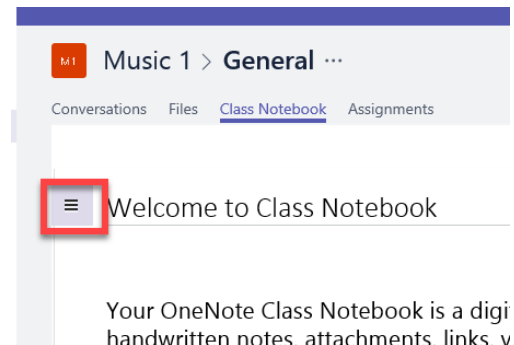 M1 Music 1 > General ···
Conversations Files Class Notebook Assignments
Welcome to Class Notebook
Your OneNote Class Notebook is a
handwritten notes, attachments, links,